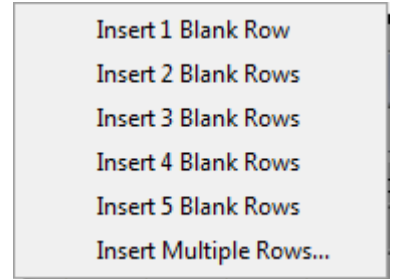 Insert 1 Blank Row
Insert 2 Blank Rows
Insert 3 Blank Rows
Insert 4 Blank Rows
Insert 5 Blank Rows
Insert Multiple Rows...